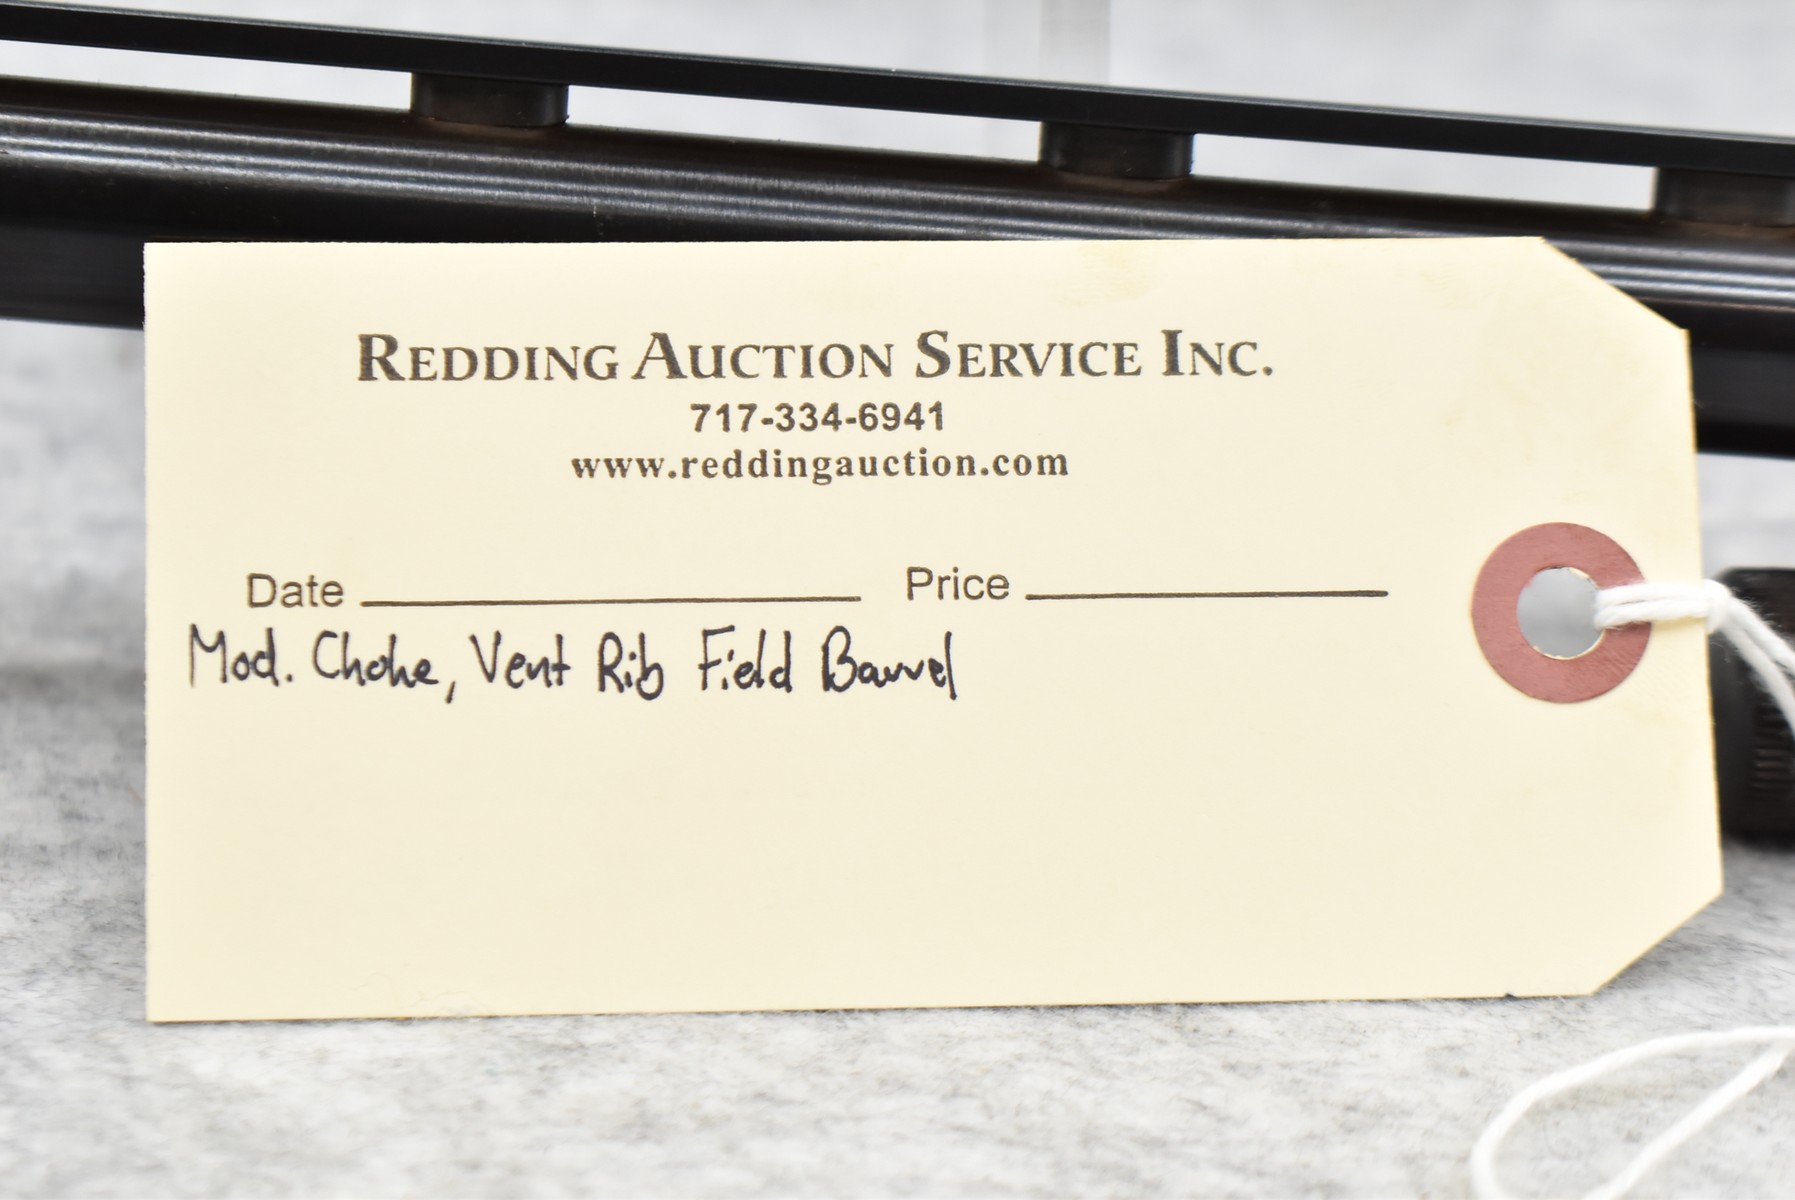 REDDING AUCTION SERVICE INC.
717-334-6941
www.reddingauction.com
Date Price
Mod. Choke, Vent Rib Field Barrel